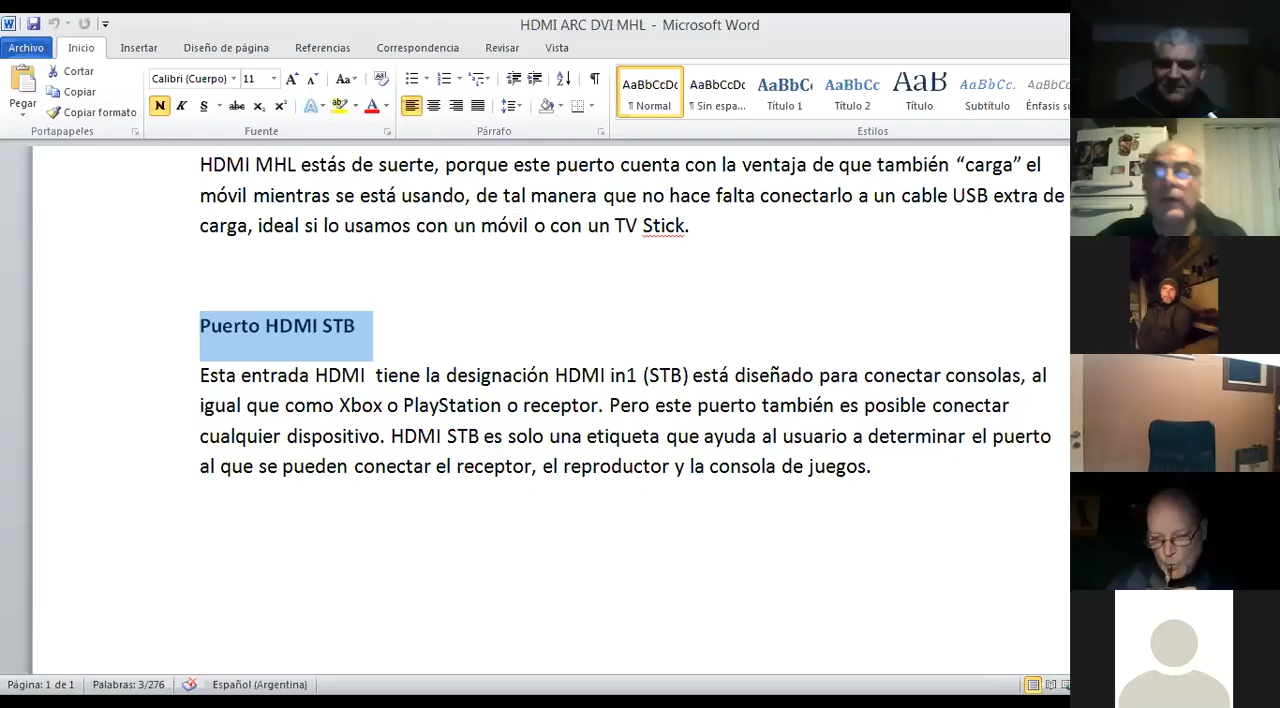 HDMI ARC DVI MHL - Microsoft Word
Archivo Inicio Insertar Diseño de página Referencias Correspondencia Revisar Vista
Pegar
Cortar
Copiar
Copiar formato
Portapapeles
Calibri (Cuerpo) 11
Fuente
Párrafo
AaBbCcDc AaBbCcDc AaBbC AaBbCc AaB AaBbCc. AaBbCc
¶ Normal ¶ Sin espa... Título 1 Título 2 Título Subtítulo Énfasis su
Estilos
HDMI MHL estás de suerte, porque este puerto cuenta con la ventaja de que también “carga” el
móvil mientras se está usando, de tal manera que no hace falta conectarlo a un cable USB extra de
carga, ideal si lo usamos con un móvil o con un TV Stick.
Puerto HDMI STB
Esta entrada HDMI tiene la designación HDMI in1 (STB) está diseñado para conectar consolas, al
igual que como Xbox o PlayStation o receptor. Pero este puerto también es posible conectar
cualquier dispositivo. HDMI STB es solo una etiqueta que ayuda al usuario a determinar el puerto
al que se pueden conectar el receptor, el reproductor y la consola de juegos.
Página: 1 de 1 Palabras: 3/276 Español (Argentina)